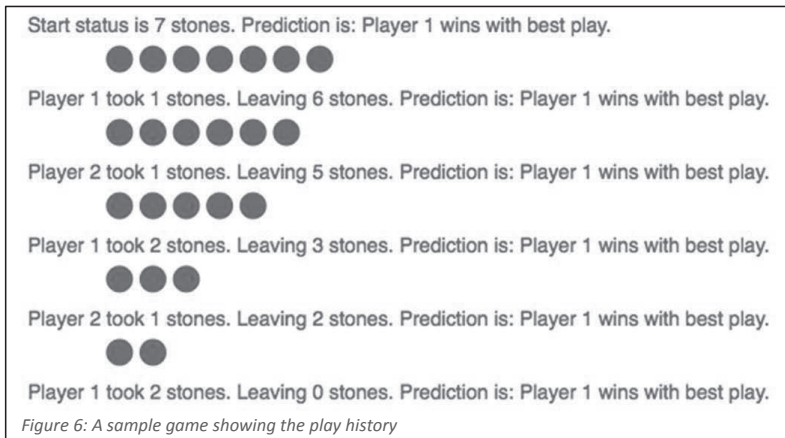 Start status is 7 stones. Prediction is: Player 1 wins with best play.
Player 1 took 1 stones. Leaving 6 stones. Prediction is: Player 1 wins with best play.
Player 2 took 1 stones. Leaving 5 stones. Prediction is: Player 1 wins with best play.
Player 1 took 2 stones. Leaving 3 stones. Prediction is: Player 1 wins with best play.
Player 2 took 1 stones. Leaving 2 stones. Prediction is: Player 1 wins with best play.
Player 1 took 2 stones. Leaving 0 stones. Prediction is: Player 1 wins with best play.
Figure 6: A sample game showing the play history